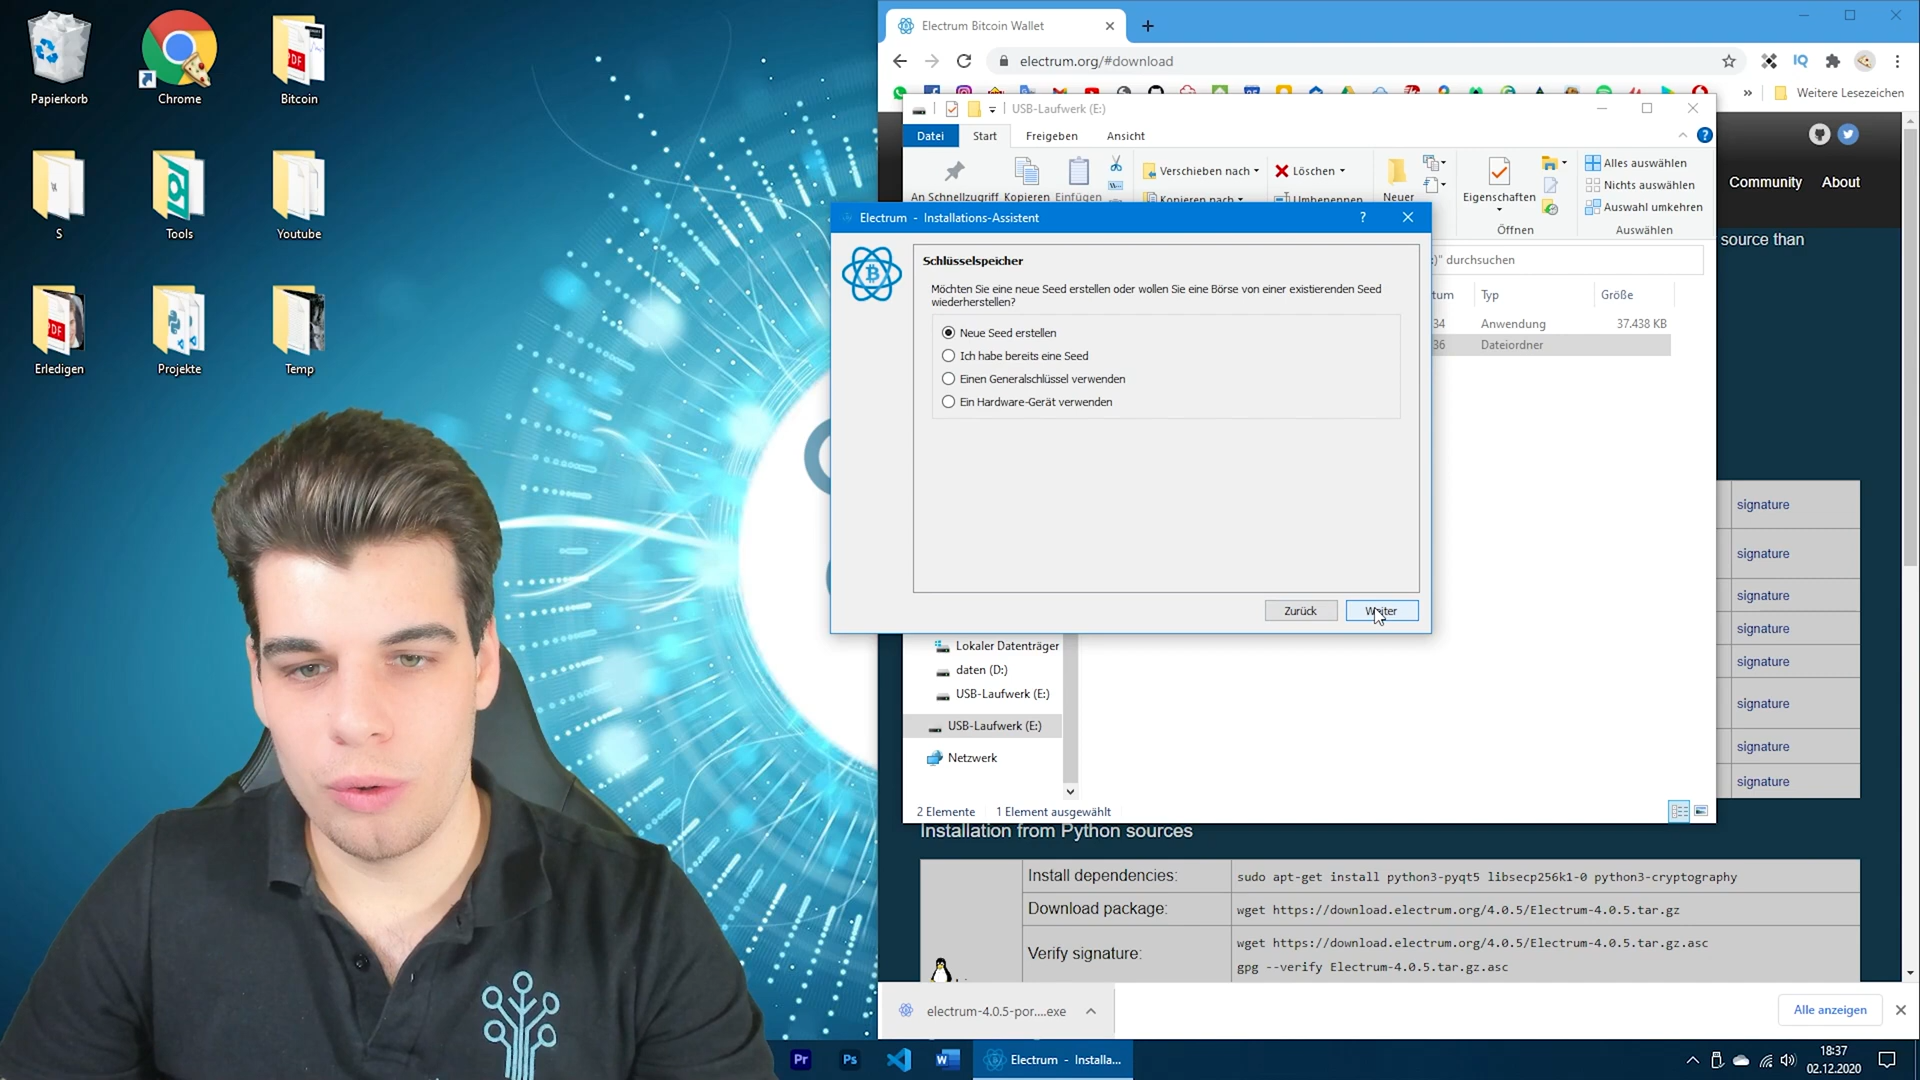 Papierkorb
Chrome
Bitcoin
S
Tools
Youtube
Erledigen
Projekte
Temp
Electrum Bitcoin Wallet
electrum.org/#download
IQ
» Weitere Lesezeichen
USB-Laufwerk (E:)
Datei Start Freigeben Ansicht
Verschieben nach
Löschen
Alles auswählen
An Schnellzugriff Kopieren Einfügen
Kopieren nach
Umbenennen
Neuer
Eigenschaften
Nichts auswählen
Auswahl umkehren
Öffnen
Auswählen
Community About
source than
Electrum - Installations-Assistent
Schlüsselspeicher
Möchten Sie eine neue Seed erstellen oder wollen Sie eine Börse von einer existierenden Seed
wiederherstellen?
Neue Seed erstellen
Ich habe bereits eine Seed
Einen Generalschlüssel verwenden
Ein Hardware-Gerät verwenden
Zurück
Weiter
:)" durchsuchen
tum Typ Größe
34 Anwendung 37.438 KB
36 Dateiordner
signature
signature
signature
signature
signature
signature
signature
signature
Lokaler Datenträger
daten (D:)
USB-Laufwerk (E:)
USB-Laufwerk (E:)
Netzwerk
2 Elemente 1 Element ausgewählt
Installation from Python sources
Install dependencies: sudo apt-get install python3-pyqt5 libsecp256k1-0 python3-cryptography
Download package: wget https://download.electrum.org/4.0.5/Electrum-4.0.5.tar.gz
Verify signature: wget https://download.electrum.org/4.0.5/Electrum-4.0.5.tar.gz.asc
gpg --verify Electrum-4.0.5.tar.gz.asc
electrum-4.0.5-por....exe
Alle anzeigen
Pr Ps W Electrum - Installa...
18:37
02.12.2020